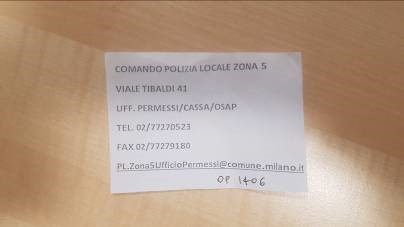 COMANDO POLIZIA LOCALE ZONA 5
VIALE TIBALDI 41
UFF. PERMESSI/CASSA/OSAP
TEL. 02/77270523
FAX 02/77279180
PL.Zona5UfficioPermessi@comune.milano.it
OP 1406